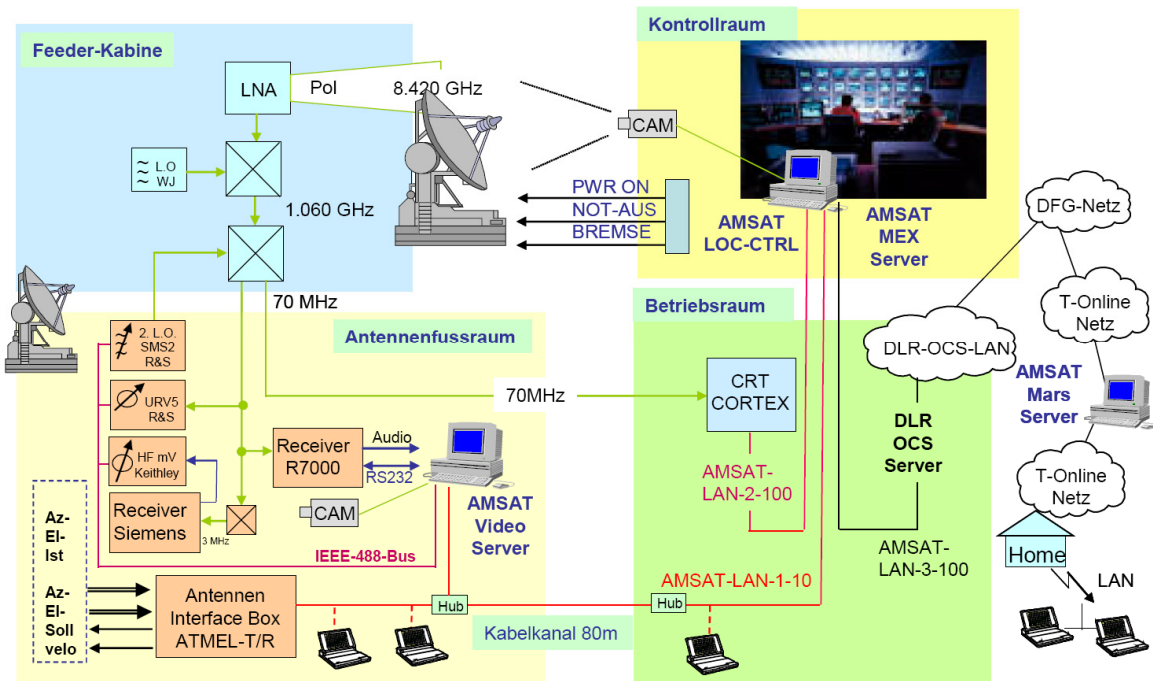 Feeder-Kabine
Kontrollraum
LNA
Pol
8.420 GHz
CAM
L.O
WJ
1.060 GHz
PWR ON
NOT-AUS
BREMSE
AMSAT
LOC-CTRL
AMSAT
MEX
Server
DFG-Netz
70 MHz
Antennenfussraum
Betriebsraum
T-Online
Netz
DLR-OCS-LAN
2. L.O.
SMS2
R&S
URV5
R&S
70MHz
CRT
CORTEX
AMSAT
Mars
Server
DLR
OCS
Server
HF mV
Keithley
Receiver
R7000
Audio
RS232
AMSAT-
LAN-2-100
T-Online
Netz
Receiver
Siemens
3 MHz
CAM
AMSAT
Video
Server
IEEE-488-Bus
AMSAT-
LAN-3-100
Home
LAN
Az-
El-
Ist
Az-
El-
Soll
velo
Antennen
Interface Box
ATMEL-T/R
Hub
AMSAT-LAN-1-10
Hub
Kabelkanal 80m